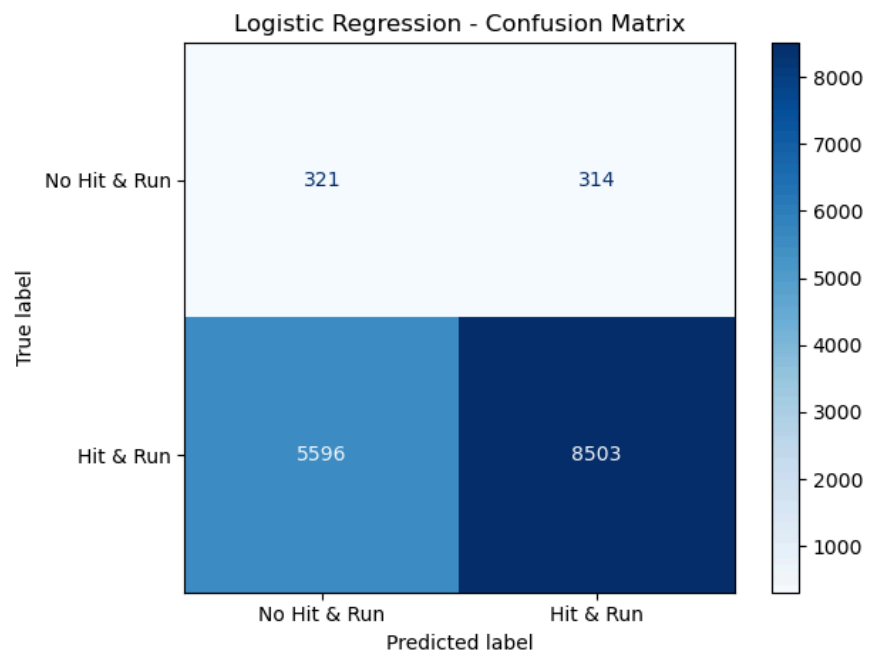 Logistic Regression - Confusion Matrix
No Hit & Run
321
314
8000
7000
6000
5000
4000
3000
2000
1000
True label
Hit & Run
5596
8503
No Hit & Run
Hit & Run
Predicted label